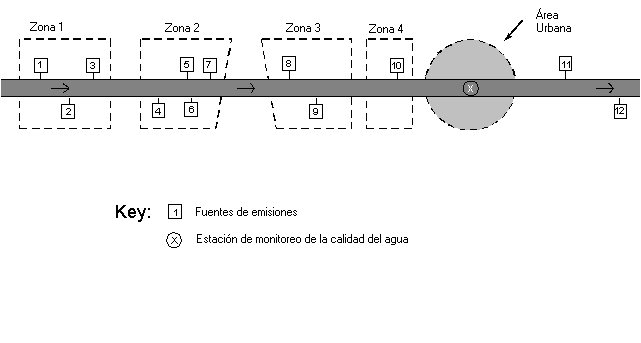 Zona 1
Zona 2
Zona 3
Zona 4
Área
Urbana
1
3
5
7
8
10
11
X
2
4
6
9
12
Key:
1
Fuentes de emisiones
X
Estación de monitoreo de la calidad del agua